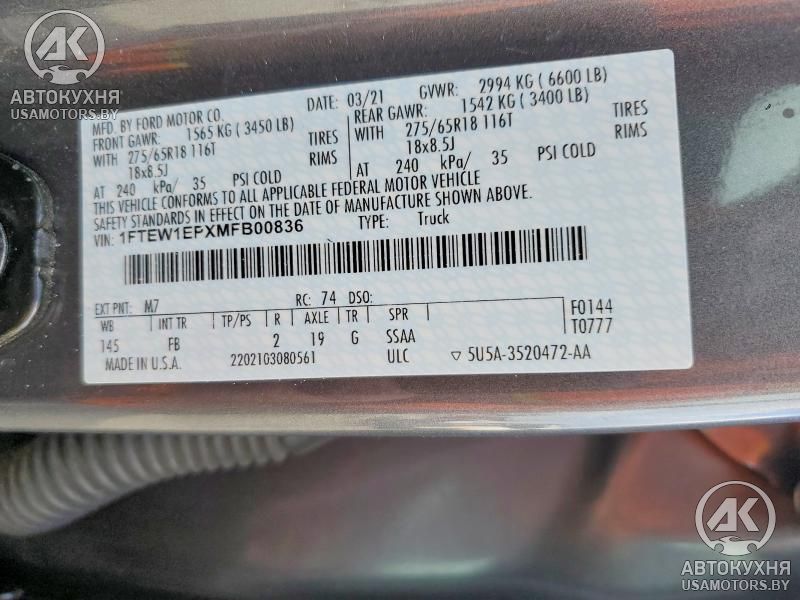 AK
АВТОКУХНЯ
USAMOTORS.BY
MFD. BY FORD MOTOR CO. DATE: 03/21 GVWR: 2994 KG ( 6600 LB)
FRONT GAWR: 1565 KG ( 3450 LB) REAR GAWR: 1542 KG ( 3400 LB)
WITH 275/65R18 116T TIRES WITH 275/65R18 116T TIRES
18x8.5J RIMS 18x8.5J RIMS
AT 240 kPa/ 35 PSI COLD AT 240 kPa/ 35 PSI COLD
THIS VEHICLE CONFORMS TO ALL APPLICABLE FEDERAL MOTOR VEHICLE
SAFETY STANDARDS IN EFFECT ON THE DATE OF MANUFACTURE SHOWN ABOVE.
VIN: 1FTEW1EPXMFB00836 TYPE: Truck
EXT PNT: M7 RC: 74 DSO:
WB INT TR TP/PS R AXLE TR SPR F0144
145 FB 2 19 G SSAA T0777
MADE IN U.S.A. 2202103080561 ULC ▽ 5U5A-3520472-AA
AK
АВТОКУХНЯ
USAMOTORS.BY